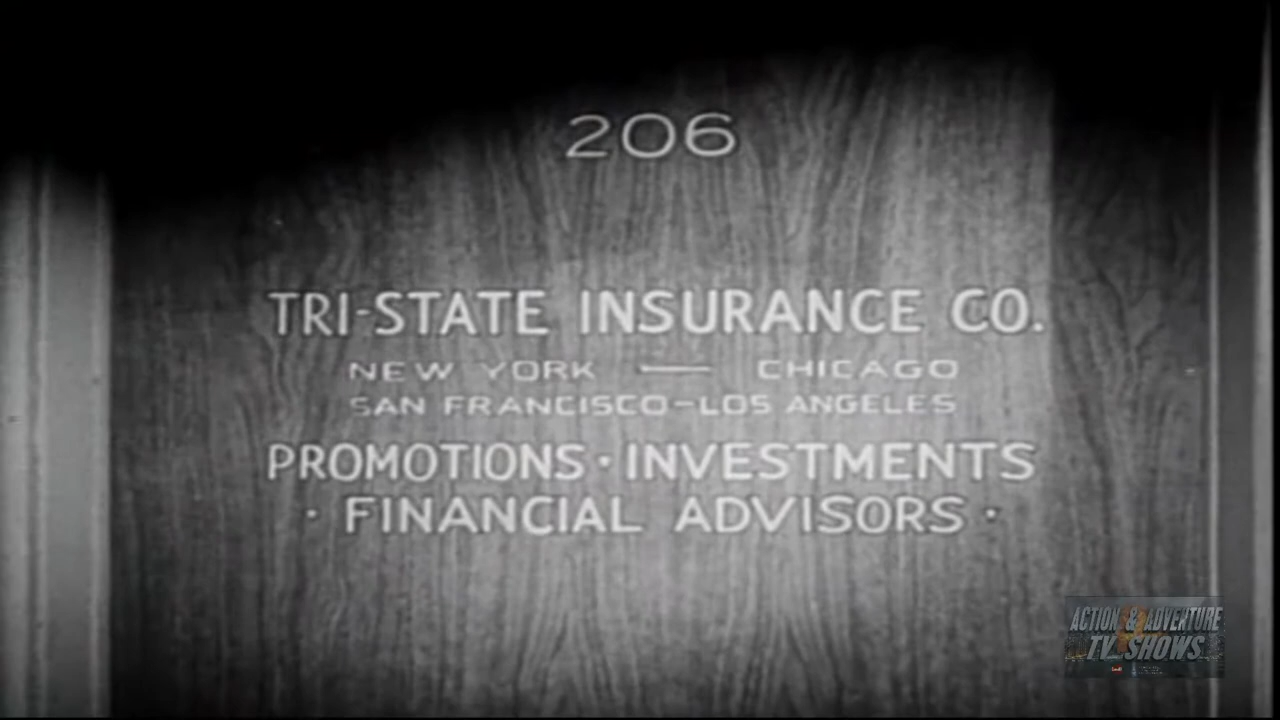 206
TRI-STATE INSURANCE CO.
NEW YORK — CHICAGO
SAN FRANCISCO-LOS ANGELES
PROMOTIONS · INVESTMENTS
· FINANCIAL ADVISORS ·
ACTION & ADVENTURE
TV SHOWS